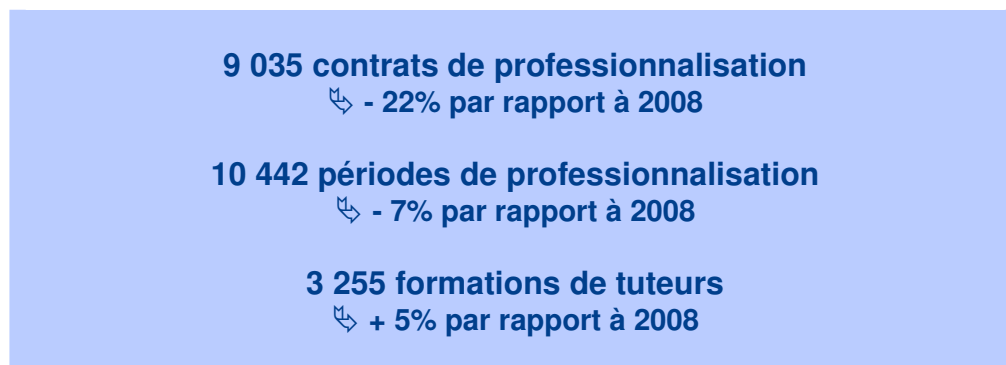 9 035 contrats de professionnalisation
↳ - 22% par rapport à 2008
10 442 périodes de professionnalisation
↳ - 7% par rapport à 2008
3 255 formations de tuteurs
↳ + 5% par rapport à 2008